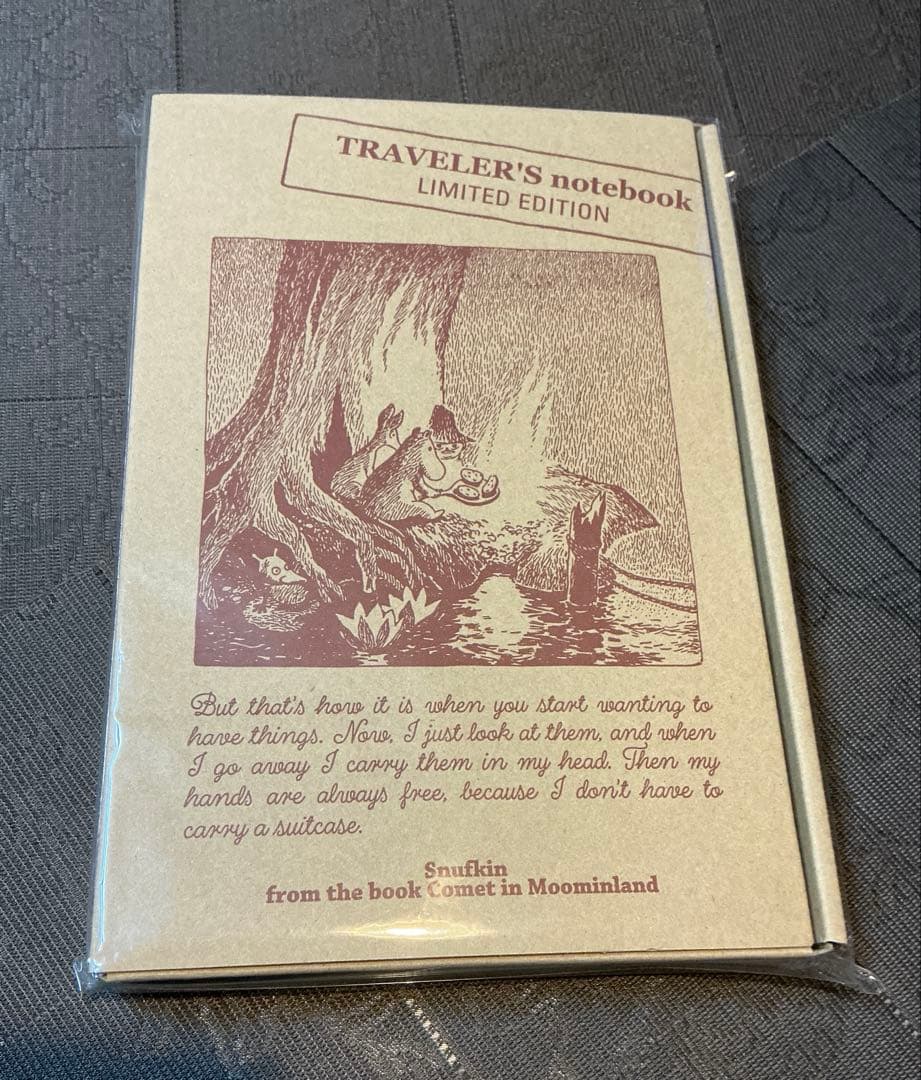 TRAVELER'S notebook
LIMITED EDITION
But that's how it is when you start wanting to
have things. Now, I just look at them, and when
I go away I carry them in my head. Then my
hands are always free, because I don't have to
carry a suitcase.
Snufkin
from the book Comet in Moominland